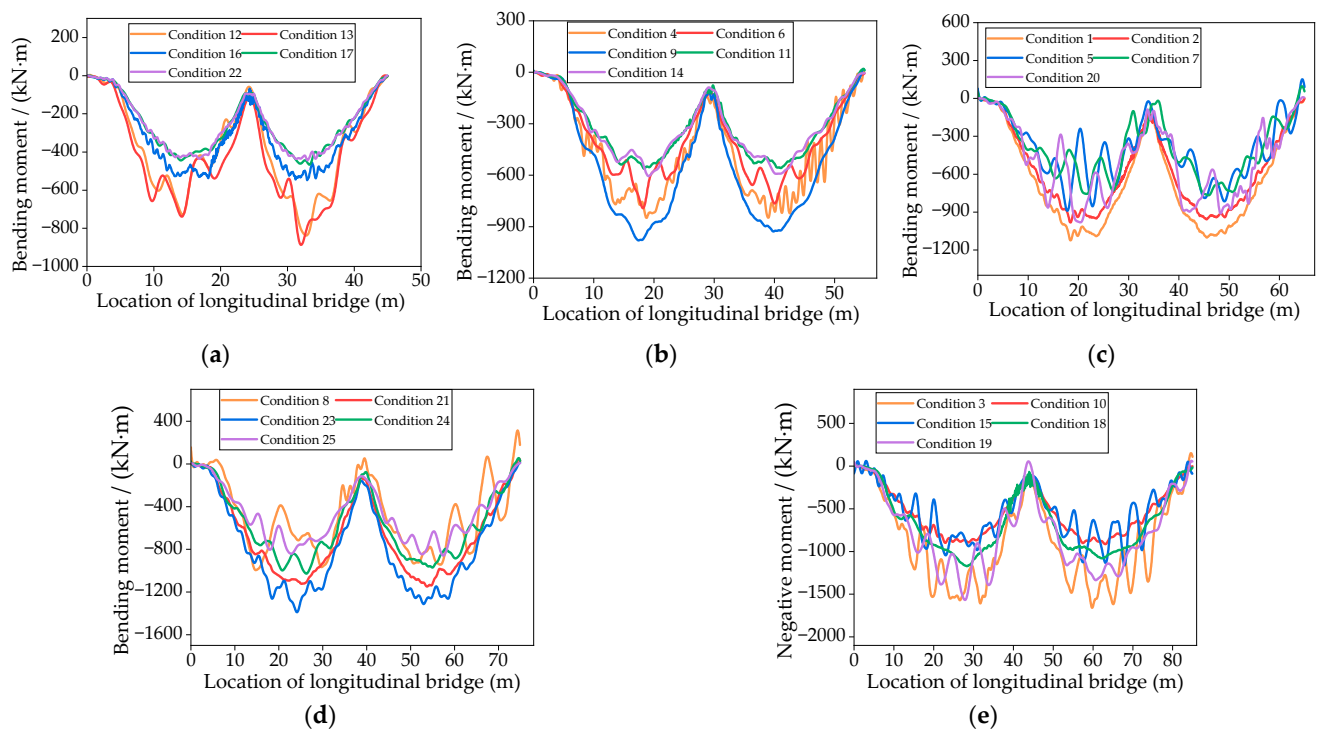 200
0
−200
−400
−600
−800
−1000
Bending moment / (kN·m)
Condition 12 Condition 13
Condition 16 Condition 17
Condition 22
0 10 20 30 40 50
Location of longitudinal bridge (m)
(a)
300
0
−300
−600
−900
−1200
Bending moment / (kN·m)
Condition 4 Condition 6
Condition 9 Condition 11
Condition 14
0 10 20 30 40 50
Location of longitudinal bridge (m)
(b)
600
300
0
−300
−600
−900
−1200
Bending moment / (kN·m)
Condition 1 Condition 2
Condition 5 Condition 7
Condition 20
0 10 20 30 40 50 60
Location of longitudinal bridge (m)
(c)
400
0
−400
−800
−1200
−1600
Bending moment / (kN·m)
Condition 8 Condition 21
Condition 23 Condition 24
Condition 25
0 10 20 30 40 50 60 70
Location of longitudinal bridge (m)
(d)
500
0
−500
−1000
−1500
−2000
Negative moment / (kN·m)
Condition 3 Condition 10
Condition 15 Condition 18
Condition 19
0 10 20 30 40 50 60 70 80
Location of longitudinal bridge (m)
(e)